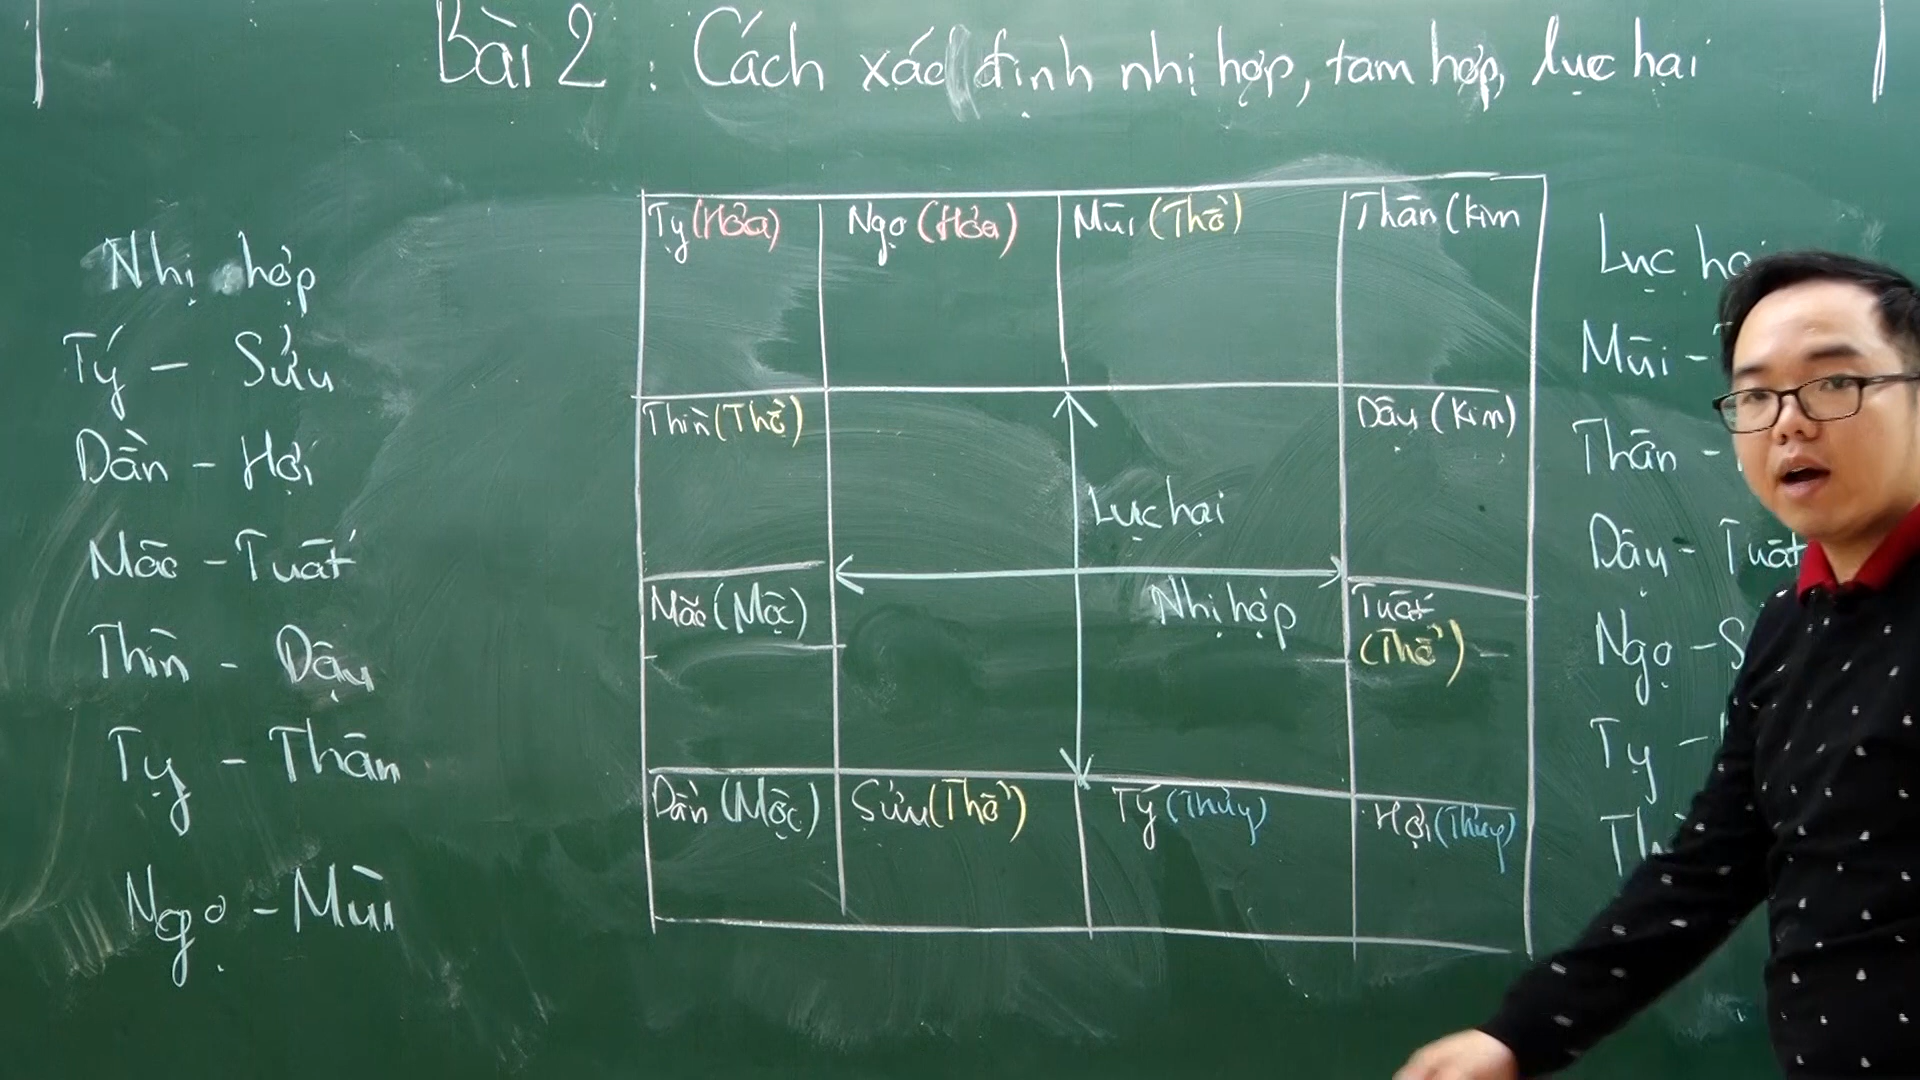 Bài 2 : Cách xác định nhị hợp, tam hợp, lục hại
Nhị hợp
Tý - Sửu
Dần - Hợi
Mão - Tuất
Thìn - Dậu
Tỵ - Thân
Ngọ - Mùi
Tỵ (Hỏa)
Ngọ (Hỏa)
Mùi (Thổ)
Thân (Kim
Thìn (Thổ)
Dậu (Kim)
Lục hại
Nhị hợp
Mão (Mộc)
Tuất
(Thổ)
Dần (Mộc)
Sửu (Thổ)
Tý (Thủy)
Hợi (Thủy)
Lục
Mùi -
Thân -
Dậu - Tuất
Ngọ - S
Tỵ -